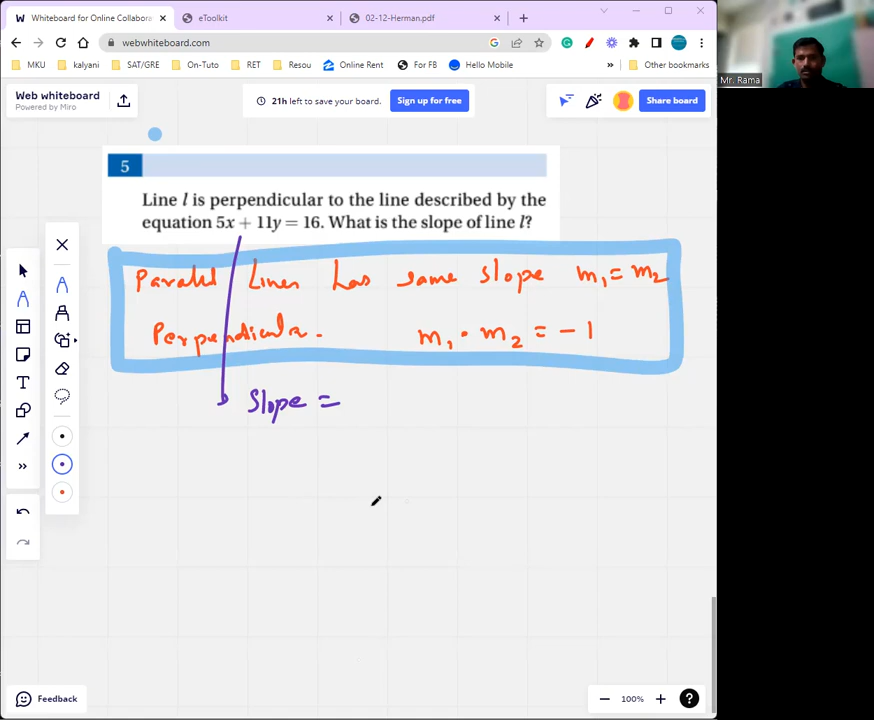 Whiteboard for Online Collabora
eToolkit
02-12-Herman.pdf
webwhiteboard.com
MKU
kalyani
SAT/GRE
On-Tuto
RET
Resou
Online Rent
For FB
Hello Mobile
Other bookmarks
Mr. Rama
Web whiteboard
Powered by Miro
21h left to save your board.
Sign up for free
Share board
5
Line l is perpendicular to the line described by the
equation 5x + 11y = 16. What is the slope of line l?
Parallel Lines has same slope m₁ = m₂
Perpendicular. m₁ · m₂ = -1
Slope =
Feedback
100%